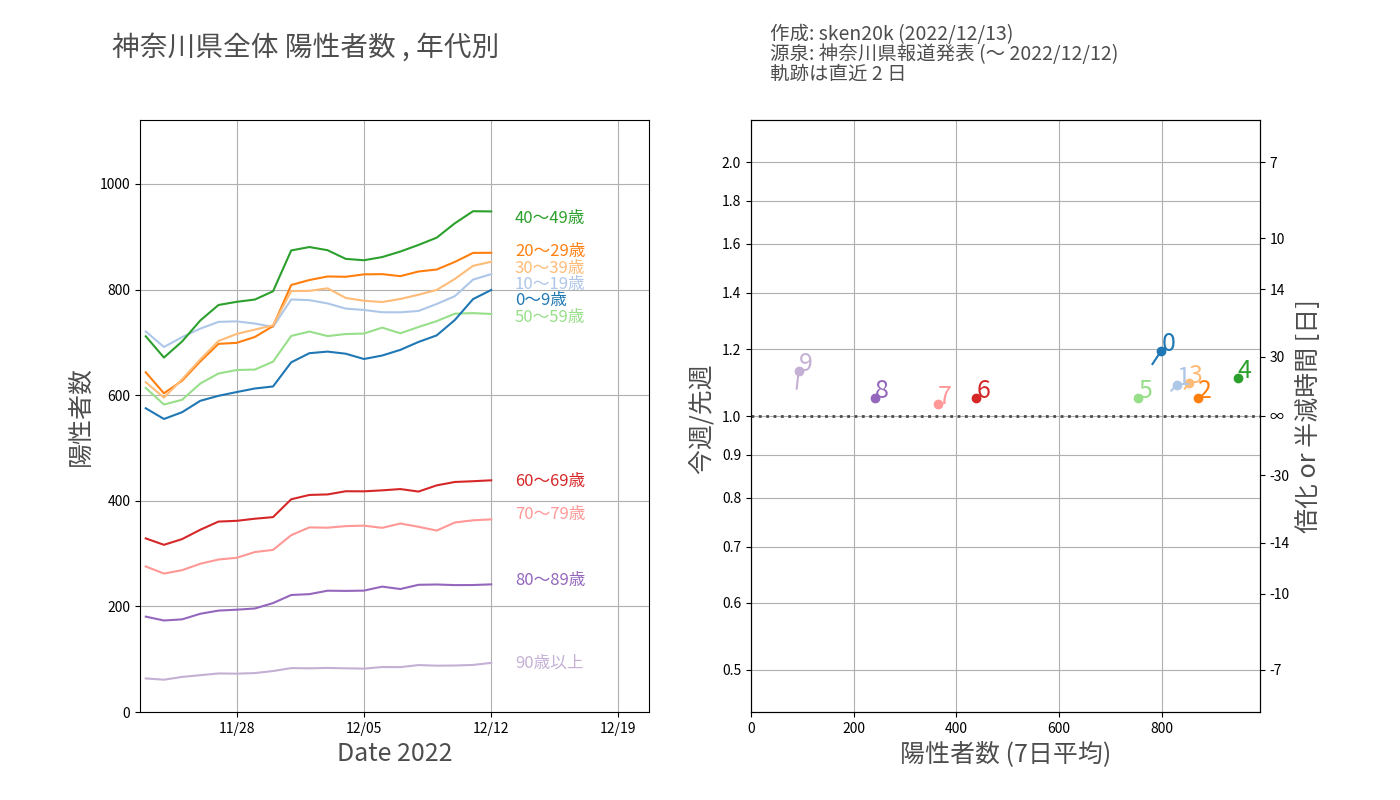 神奈川県全体 陽性者数 , 年代別
作成: sken20k (2022/12/13)
源泉: 神奈川県報道発表 (～ 2022/12/12)
軌跡は直近 2 日
陽性者数
1000
800
600
400
200
0
40～49歳
20～29歳
30～39歳
10～19歳
0～9歳
50～59歳
60～69歳
70～79歳
80～89歳
90歳以上
11/28
12/05
12/12
12/19
Date 2022
今週/先週
2.0
1.8
1.6
1.4
1.2
1.0
0.9
0.8
0.7
0.6
0.5
9
8
7
6
5
0
1
3
2
4
7
10
14
30
∞
-30
-14
-10
-7
倍化 or 半減時間 [日]
0
200
400
600
800
陽性者数 (7日平均)